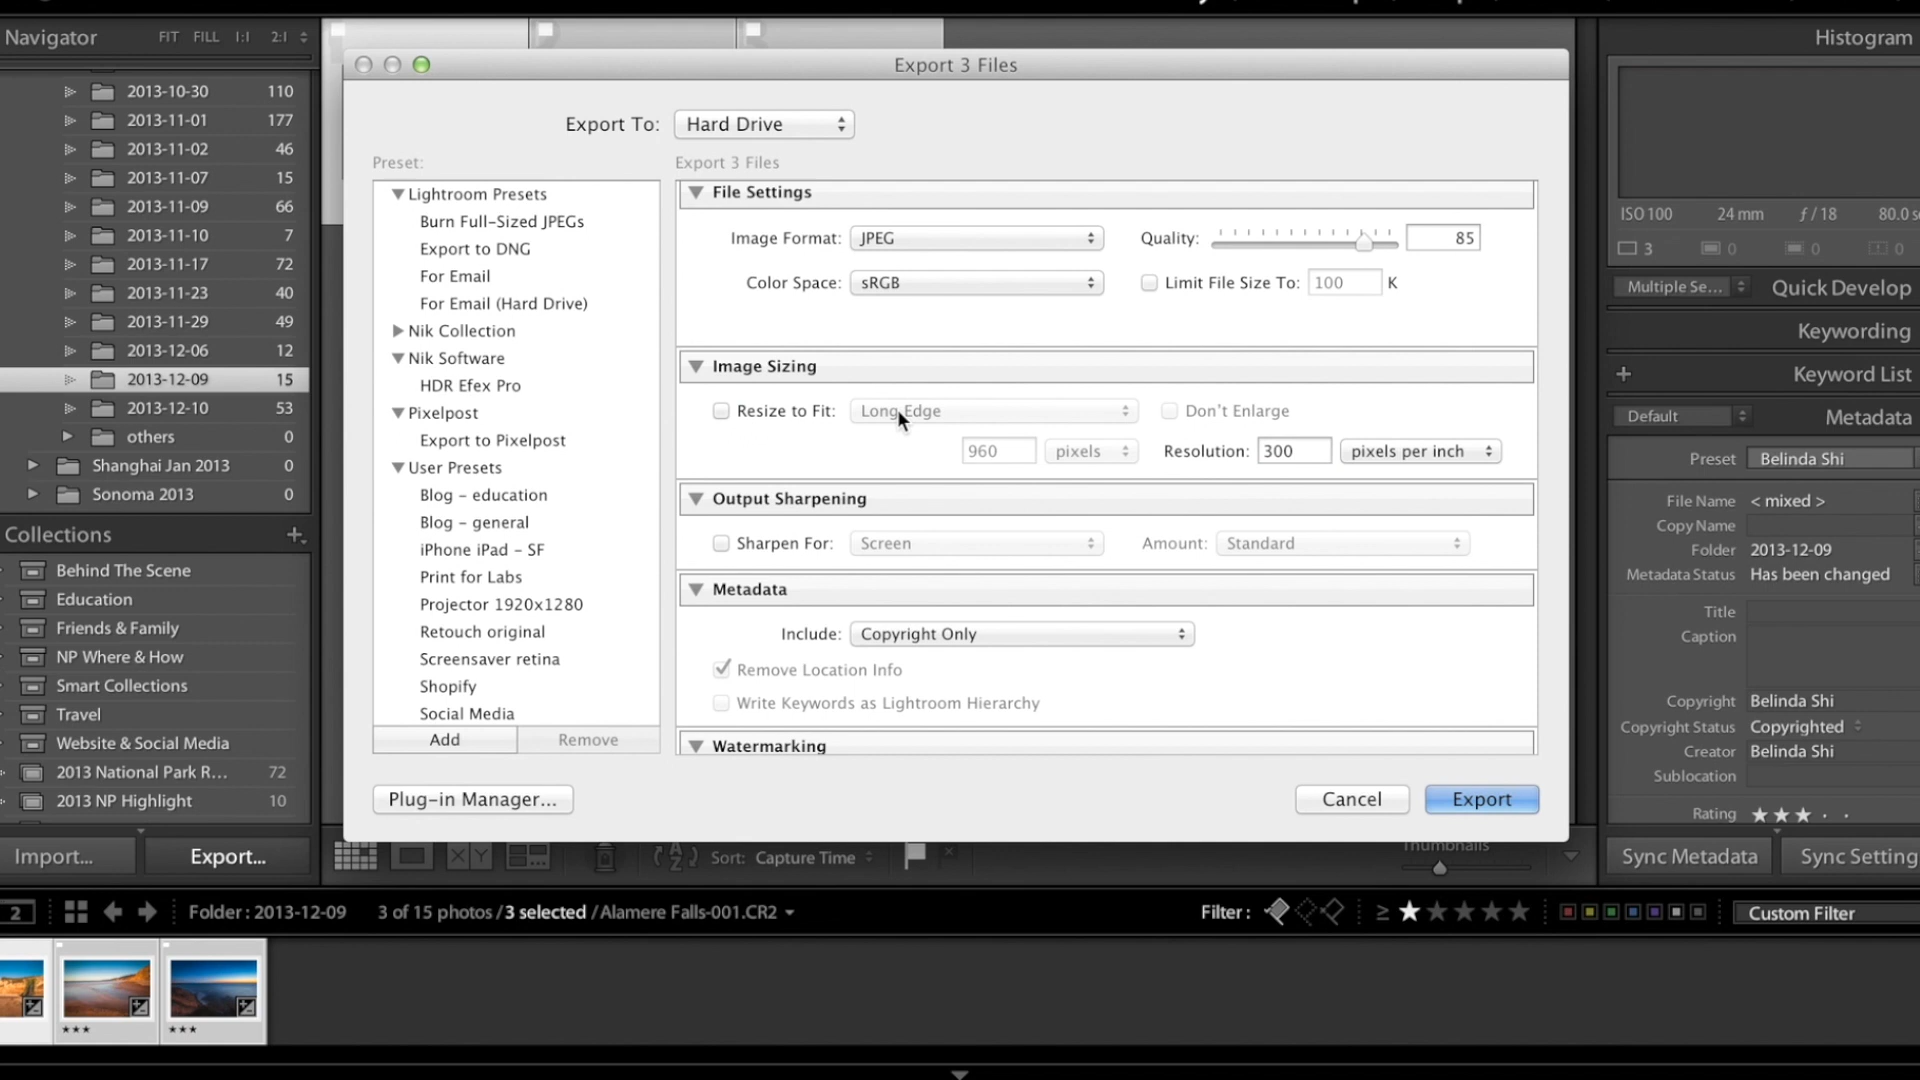 Navigator FIT FILL 1:1 2:1
2013-10-30 110
2013-11-01 177
2013-11-02 46
2013-11-07 15
2013-11-09 66
2013-11-10 7
2013-11-17 72
2013-11-23 40
2013-11-29 49
2013-12-06 12
2013-12-09 15
2013-12-10 53
others 0
Shanghai Jan 2013 0
Sonoma 2013 0
Collections
Behind The Scene
Education
Friends & Family
NP Where & How
Smart Collections
Travel
Website & Social Media
2013 National Park R... 72
2013 NP Highlight 10
Import... Export...
Export 3 Files
Export To: Hard Drive
Preset:
Lightroom Presets
Burn Full-Sized JPEGs
Export to DNG
For Email
For Email (Hard Drive)
Nik Collection
Nik Software
HDR Efex Pro
Pixelpost
Export to Pixelpost
User Presets
Blog - education
Blog - general
iPhone iPad - SF
Print for Labs
Projector 1920x1280
Retouch original
Screensaver retina
Shopify
Social Media
Add Remove
Plug-in Manager...
Export 3 Files
File Settings
Image Format: JPEG Quality: 85
Color Space: sRGB Limit File Size To: 100 K
Image Sizing
Resize to Fit: Long Edge Don't Enlarge
960 pixels Resolution: 300 pixels per inch
Output Sharpening
Sharpen For: Screen Amount: Standard
Metadata
Include: Copyright Only
Remove Location Info
Write Keywords as Lightroom Hierarchy
Watermarking
Cancel Export
Histogram
ISO 100 24 mm ƒ/18 80.0 s
3 0 0 0
Multiple Se... Quick Develop
Keywording
Keyword List
Default Metadata
Preset Belinda Shi
File Name < mixed >
Copy Name
Folder 2013-12-09
Metadata Status Has been changed
Title
Caption
Copyright Belinda Shi
Copyright Status Copyrighted
Creator Belinda Shi
Sublocation
Rating
Sync Metadata Sync Setting
X Y Sort: Capture Time Thumbnails
2 Folder : 2013-12-09 3 of 15 photos /3 selected /Alamere Falls-001.CR2 Filter : ≥ Custom Filter